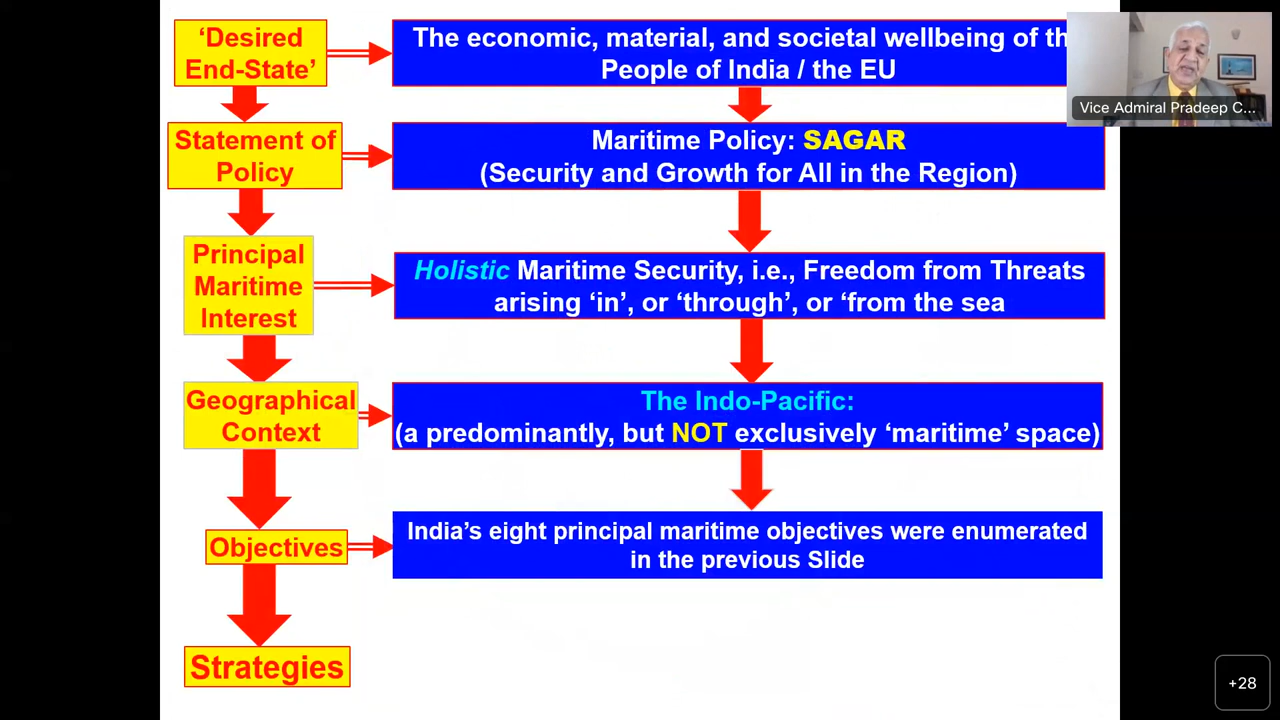 ‘Desired
End-State’
The economic, material, and societal wellbeing of th
People of India / the EU
Vice Admiral Pradeep C...
Statement of
Policy
Maritime Policy: SAGAR
(Security and Growth for All in the Region)
Principal
Maritime
Interest
Holistic Maritime Security, i.e., Freedom from Threats
arising ‘in’, or ‘through’, or ‘from the sea
Geographical
Context
The Indo-Pacific:
(a predominantly, but NOT exclusively ‘maritime’ space)
Objectives
India’s eight principal maritime objectives were enumerated
in the previous Slide
Strategies
+28